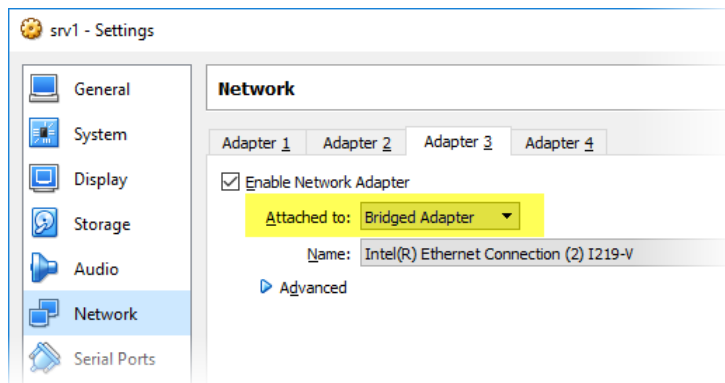 srv1 - Settings
General
System
Display
Storage
Audio
Network
Serial Ports
Network
Adapter 1 Adapter 2 Adapter 3 Adapter 4
Enable Network Adapter
Attached to: Bridged Adapter
Name: Intel(R) Ethernet Connection (2) I219-V
Advanced